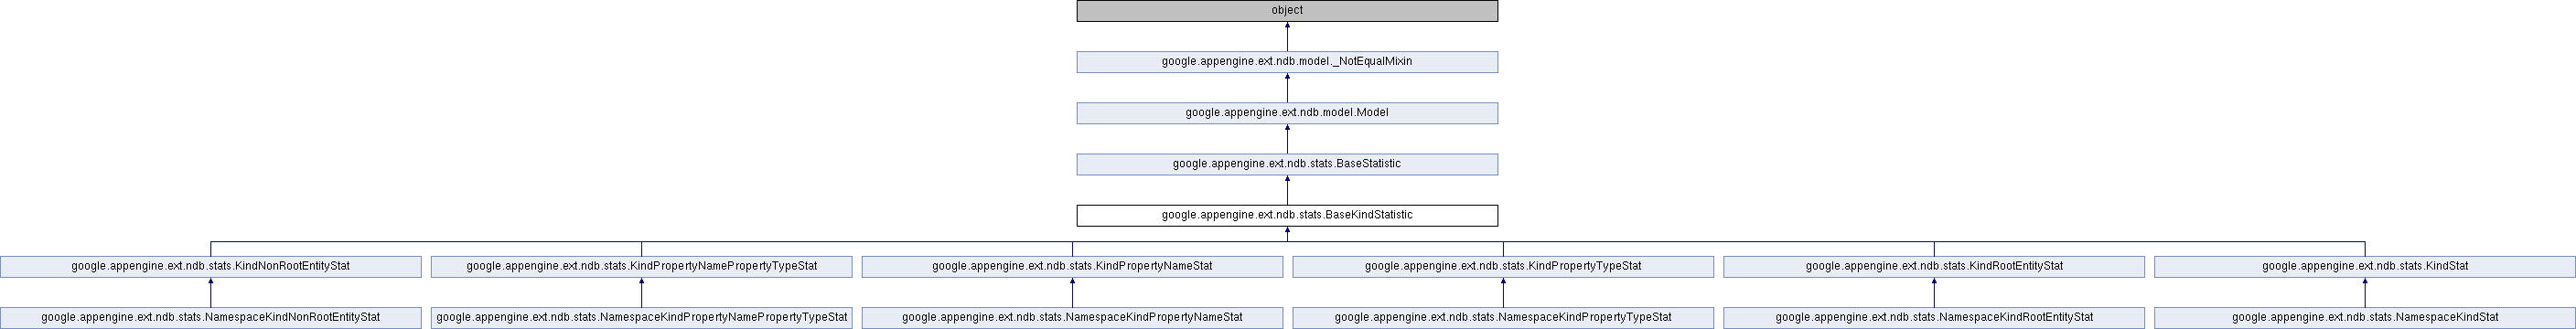 object
google.appengine.ext.ndb.model._NotEqualMixin
google.appengine.ext.ndb.model.Model
google.appengine.ext.ndb.stats.BaseStatistic
google.appengine.ext.ndb.stats.BaseKindStatistic
google.appengine.ext.ndb.stats.KindNonRootEntityStat
google.appengine.ext.ndb.stats.KindPropertyNamePropertyTypeStat
google.appengine.ext.ndb.stats.KindPropertyNameStat
google.appengine.ext.ndb.stats.KindPropertyTypeStat
google.appengine.ext.ndb.stats.KindRootEntityStat
google.appengine.ext.ndb.stats.KindStat
google.appengine.ext.ndb.stats.NamespaceKindNonRootEntityStat
google.appengine.ext.ndb.stats.NamespaceKindPropertyNamePropertyTypeStat
google.appengine.ext.ndb.stats.NamespaceKindPropertyNameStat
google.appengine.ext.ndb.stats.NamespaceKindPropertyTypeStat
google.appengine.ext.ndb.stats.NamespaceKindRootEntityStat
google.appengine.ext.ndb.stats.NamespaceKindStat